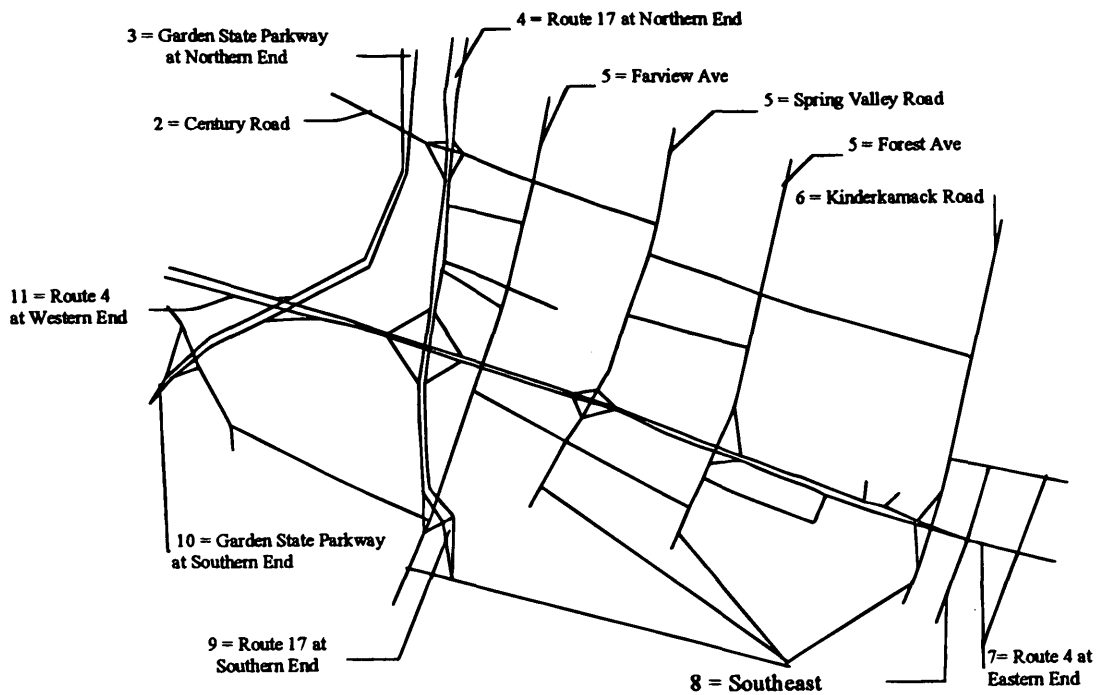 4 = Route 17 at Northern End
3 = Garden State Parkway
at Northern End
5 = Farview Ave
5 = Spring Valley Road
2 = Century Road
5 = Forest Ave
6 = Kinderkamack Road
11 = Route 4
at Western End
10 = Garden State Parkway
at Southern End
9 = Route 17 at
Southern End
8 = Southeast
7= Route 4 at
Eastern End